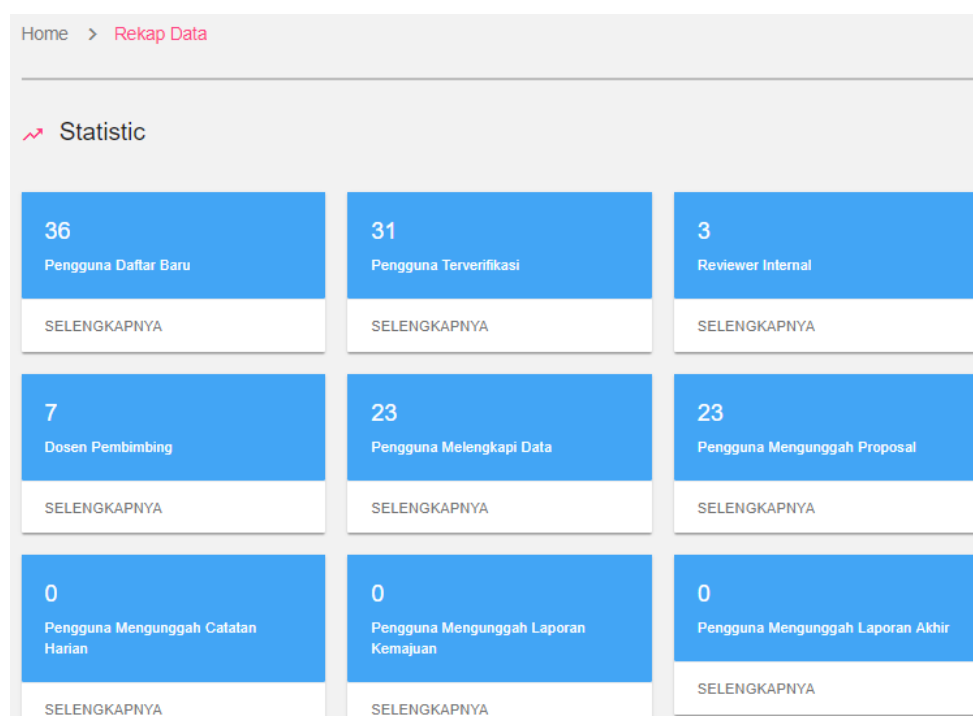 Home > Rekap Data
Statistic
36
Pengguna Daftar Baru
SELENGKAPNYA
31
Pengguna Terverifikasi
SELENGKAPNYA
3
Reviewer Internal
SELENGKAPNYA
7
Dosen Pembimbing
SELENGKAPNYA
23
Pengguna Melengkapi Data
SELENGKAPNYA
23
Pengguna Mengunggah Proposal
SELENGKAPNYA
0
Pengguna Mengunggah Catatan
Harian
SELENGKAPNYA
0
Pengguna Mengunggah Laporan
Kemajuan
SELENGKAPNYA
0
Pengguna Mengunggah Laporan Akhir
SELENGKAPNYA